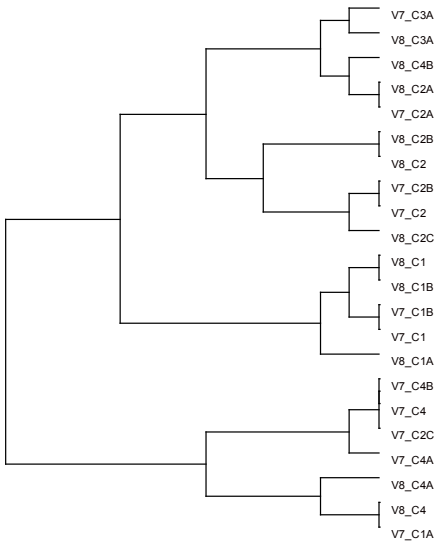 V7_C3A
V8_C3A
V8_C4B
V8_C2A
V7_C2A
V8_C2B
V8_C2
V7_C2B
V7_C2
V8_C2C
V8_C1
V8_C1B
V7_C1B
V7_C1
V8_C1A
V7_C4B
V7_C4
V7_C2C
V7_C4A
V8_C4A
V8_C4
V7_C1A